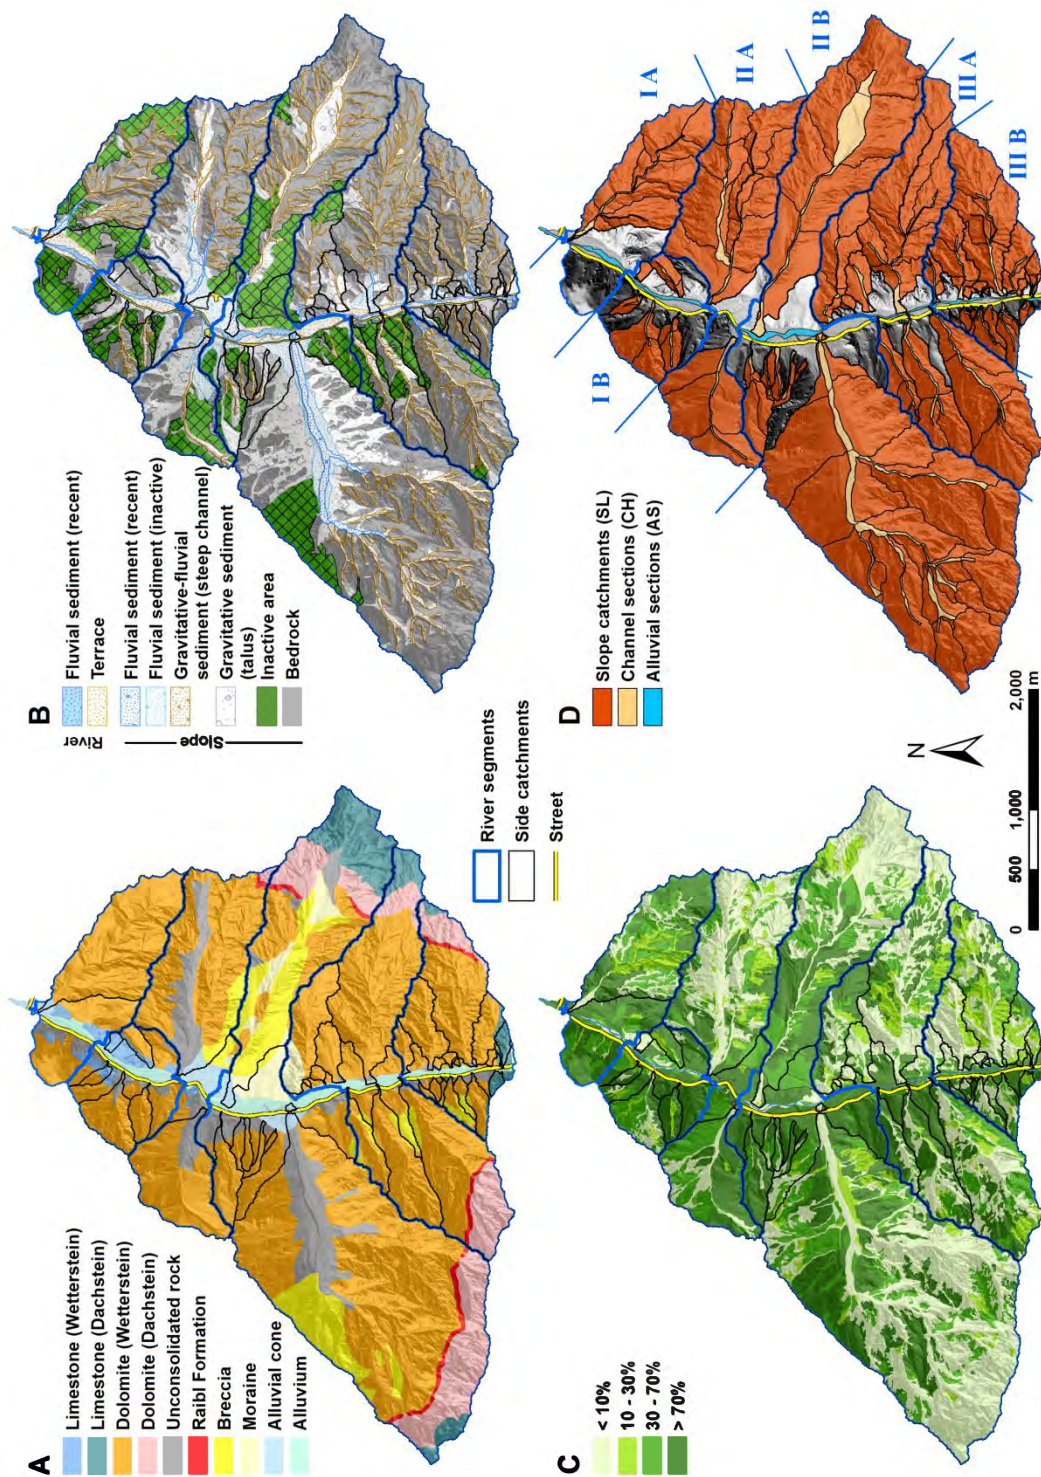 A
Limestone (Wetterstein)
Limestone (Dachstein)
Dolomite (Wetterstein)
Dolomite (Dachstein)
Unconsolidated rock
Raibl Formation
Breccia
Moraine
Alluvial cone
Alluvium
B
River
Fluvial sediment (recent)
Terrace
Slope
Fluvial sediment (recent)
Fluvial sediment (inactive)
Gravitative-fluvial
sediment (steep channel)
Gravitative sediment
(talus)
Inactive area
Bedrock
River segments
Side catchments
Street
C
< 10%
10 - 30%
30 - 70%
> 70%
N
0
500
1,000
2,000
m
D
Slope catchments (SL)
Channel sections (CH)
Alluvial sections (AS)
I B
I A
II A
II B
III A
III B